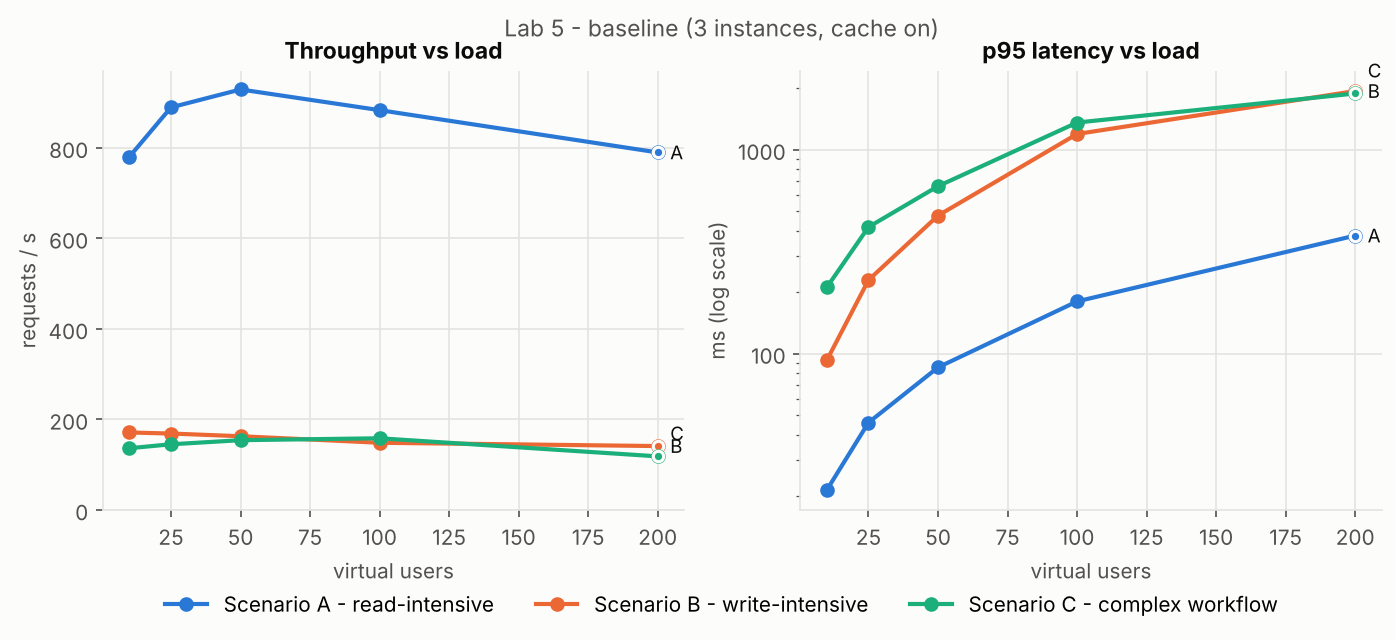 Lab 5 - baseline (3 instances, cache on)
Throughput vs load
requests / s
800
600
400
200
0
A
C
B
25 50 75 100 125 150 175 200
virtual users
p95 latency vs load
ms (log scale)
1000
100
C
B
A
25 50 75 100 125 150 175 200
virtual users
Scenario A - read-intensive
Scenario B - write-intensive
Scenario C - complex workflow